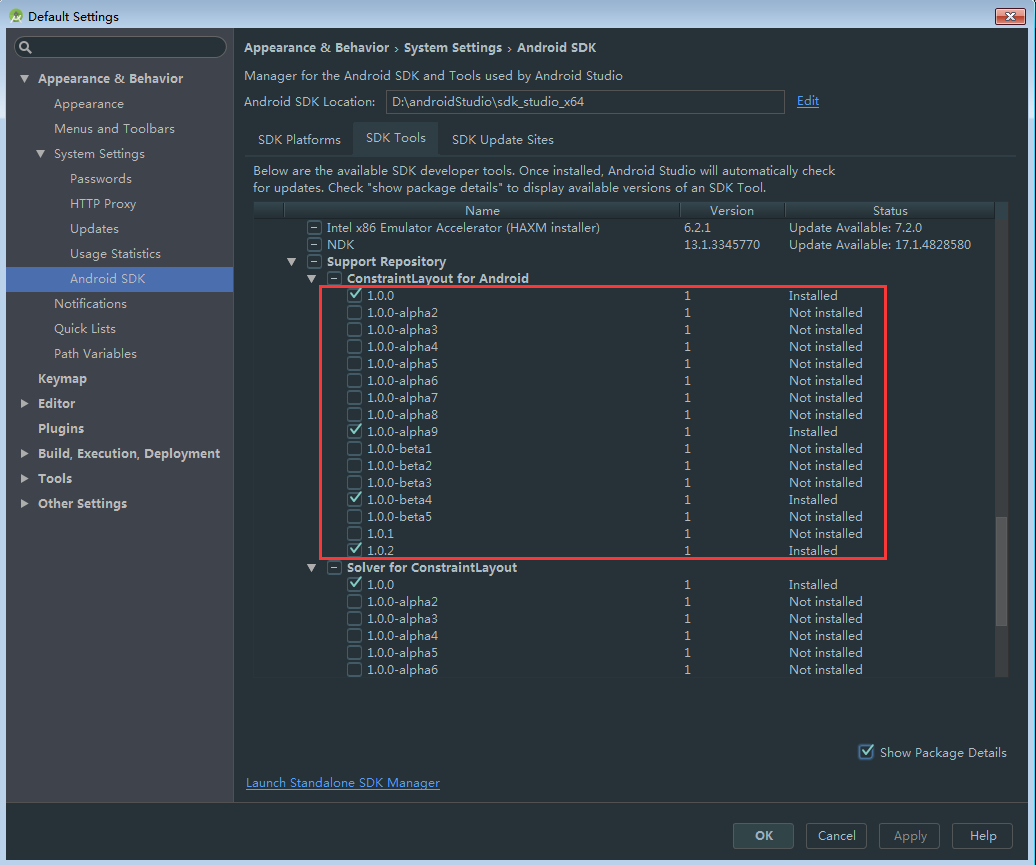 Default Settings
Appearance & Behavior
Appearance
Menus and Toolbars
System Settings
Passwords
HTTP Proxy
Updates
Usage Statistics
Android SDK
Notifications
Quick Lists
Path Variables
Keymap
Editor
Plugins
Build, Execution, Deployment
Tools
Other Settings
Appearance & Behavior › System Settings › Android SDK
Manager for the Android SDK and Tools used by Android Studio
Android SDK Location: D:\androidStudio\sdk_studio_x64 Edit
SDK Platforms SDK Tools SDK Update Sites
Below are the available SDK developer tools. Once installed, Android Studio will automatically check
for updates. Check "show package details" to display available versions of an SDK Tool.
Name Version Status
Intel x86 Emulator Accelerator (HAXM installer) 6.2.1 Update Available: 7.2.0
NDK 13.1.3345770 Update Available: 17.1.4828580
Support Repository
ConstraintLayout for Android
1.0.0 1 Installed
1.0.0-alpha2 1 Not installed
1.0.0-alpha3 1 Not installed
1.0.0-alpha4 1 Not installed
1.0.0-alpha5 1 Not installed
1.0.0-alpha6 1 Not installed
1.0.0-alpha7 1 Not installed
1.0.0-alpha8 1 Not installed
1.0.0-alpha9 1 Installed
1.0.0-beta1 1 Not installed
1.0.0-beta2 1 Not installed
1.0.0-beta3 1 Not installed
1.0.0-beta4 1 Installed
1.0.0-beta5 1 Not installed
1.0.1 1 Not installed
1.0.2 1 Installed
Solver for ConstraintLayout
1.0.0 1 Installed
1.0.0-alpha2 1 Not installed
1.0.0-alpha3 1 Not installed
1.0.0-alpha4 1 Not installed
1.0.0-alpha5 1 Not installed
1.0.0-alpha6 1 Not installed
Show Package Details
Launch Standalone SDK Manager
OK Cancel Apply Help